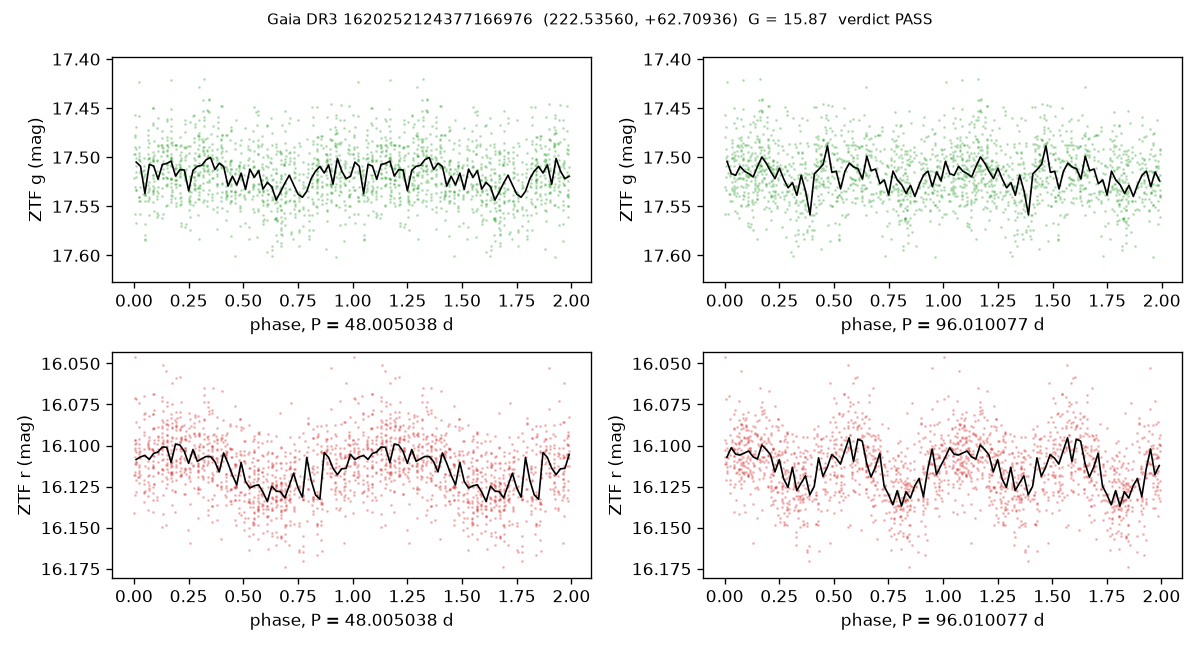 Gaia DR3 1620252124377166976 (222.53560, +62.70936) G = 15.87 verdict PASS
ZTF g (mag)
17.40
17.45
17.50
17.55
17.60
0.00 0.25 0.50 0.75 1.00 1.25 1.50 1.75 2.00
phase, P = 48.005038 d
ZTF g (mag)
17.40
17.45
17.50
17.55
17.60
0.00 0.25 0.50 0.75 1.00 1.25 1.50 1.75 2.00
phase, P = 96.010077 d
ZTF r (mag)
16.050
16.075
16.100
16.125
16.150
16.175
0.00 0.25 0.50 0.75 1.00 1.25 1.50 1.75 2.00
phase, P = 48.005038 d
ZTF r (mag)
16.050
16.075
16.100
16.125
16.150
16.175
0.00 0.25 0.50 0.75 1.00 1.25 1.50 1.75 2.00
phase, P = 96.010077 d